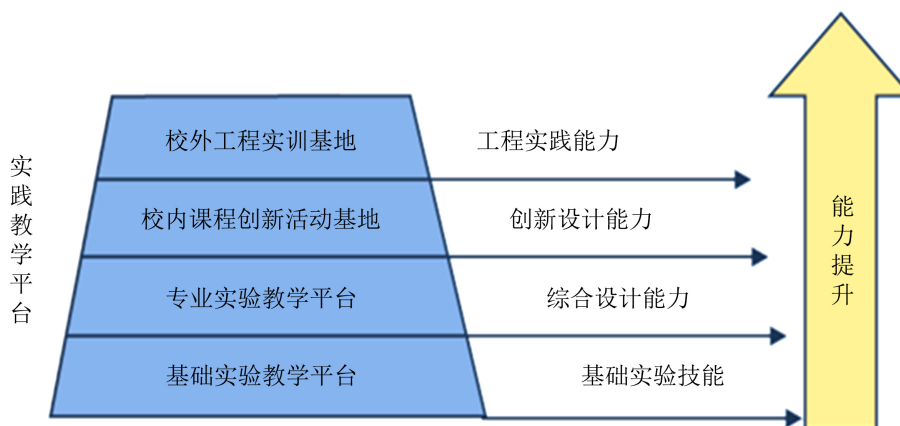 实践教学平台
校外工程实训基地
工程实践能力
校内课程创新活动基地
创新设计能力
专业实验教学平台
综合设计能力
基础实验教学平台
基础实验技能
能力提升